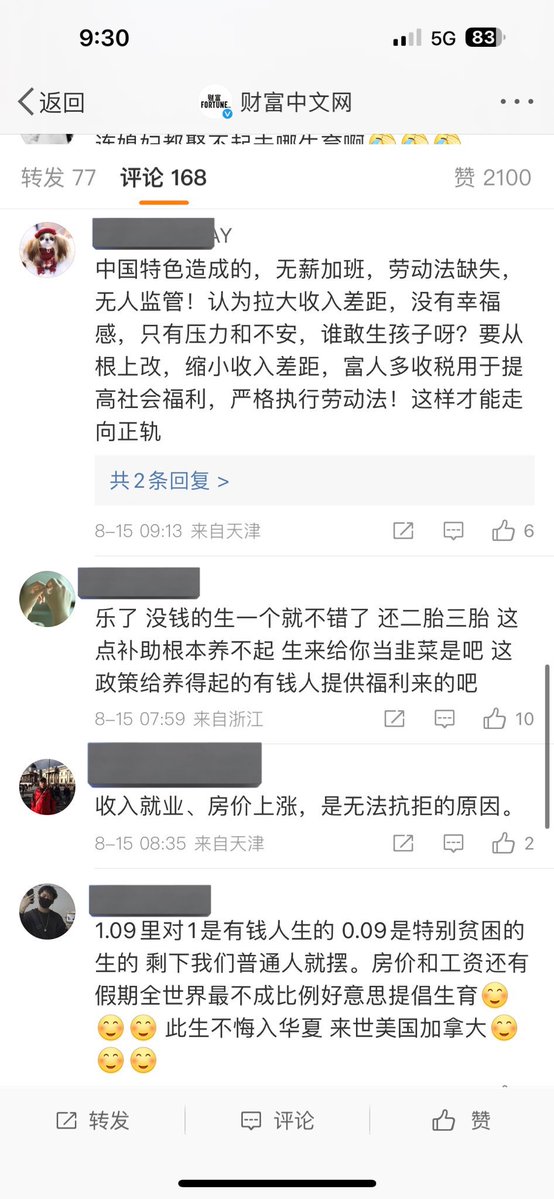 9:30
5G
83
返回
财富
FORTUNE
财富中文网
连媳妇都娶不起去哪生育啊
转发 77
评论 168
赞 2100
AY
中国特色造成的，无薪加班，劳动法缺失，
无人监管！认为拉大收入差距，没有幸福
感，只有压力和不安，谁敢生孩子呀？要从
根上改，缩小收入差距，富人多收税用于提
高社会福利，严格执行劳动法！这样才能走
向正轨
共2条回复 >
8-15 09:13 来自天津
6
乐了 没钱的生一个就不错了 还二胎三胎 这
点补助根本养不起 生来给你当韭菜是吧 这
政策给养得起的有钱人提供福利来的吧
8-15 07:59 来自浙江
10
收入就业、房价上涨，是无法抗拒的原因。
8-15 08:35 来自天津
2
1.09里对1是有钱人生的 0.09是特别贫困的
生的 剩下我们普通人就摆。房价和工资还有
假期全世界最不成比例好意思提倡生育😊
😊😊 此生不悔入华夏 来世美国加拿大😊
😊😊
转发
评论
赞